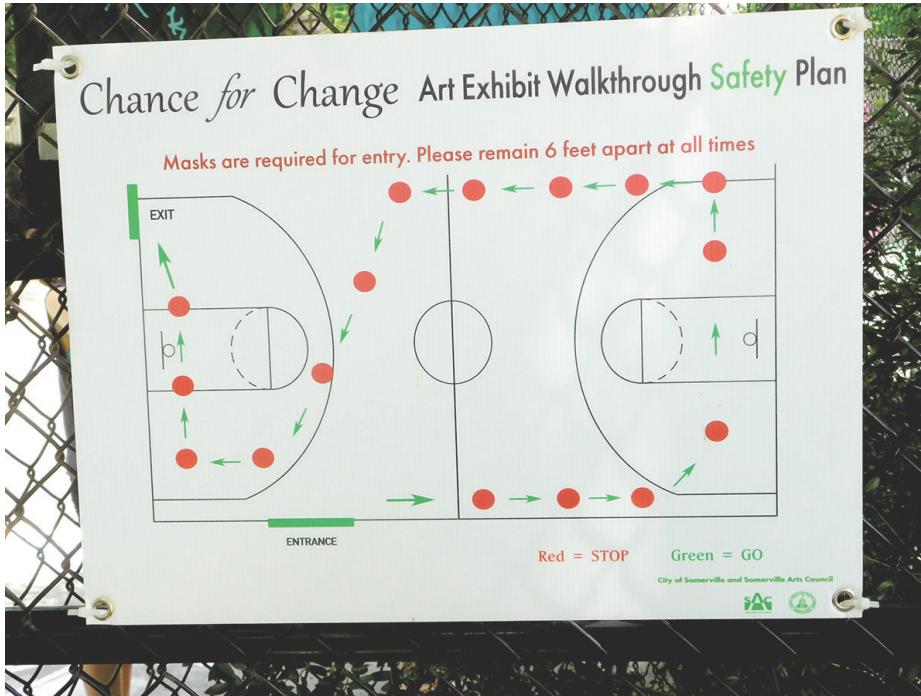 Chance for Change Art Exhibit Walkthrough Safety Plan
Masks are required for entry. Please remain 6 feet apart at all times
EXIT
ENTRANCE
Red = STOP Green = GO
City of Somerville and Somerville Arts Council
SAC